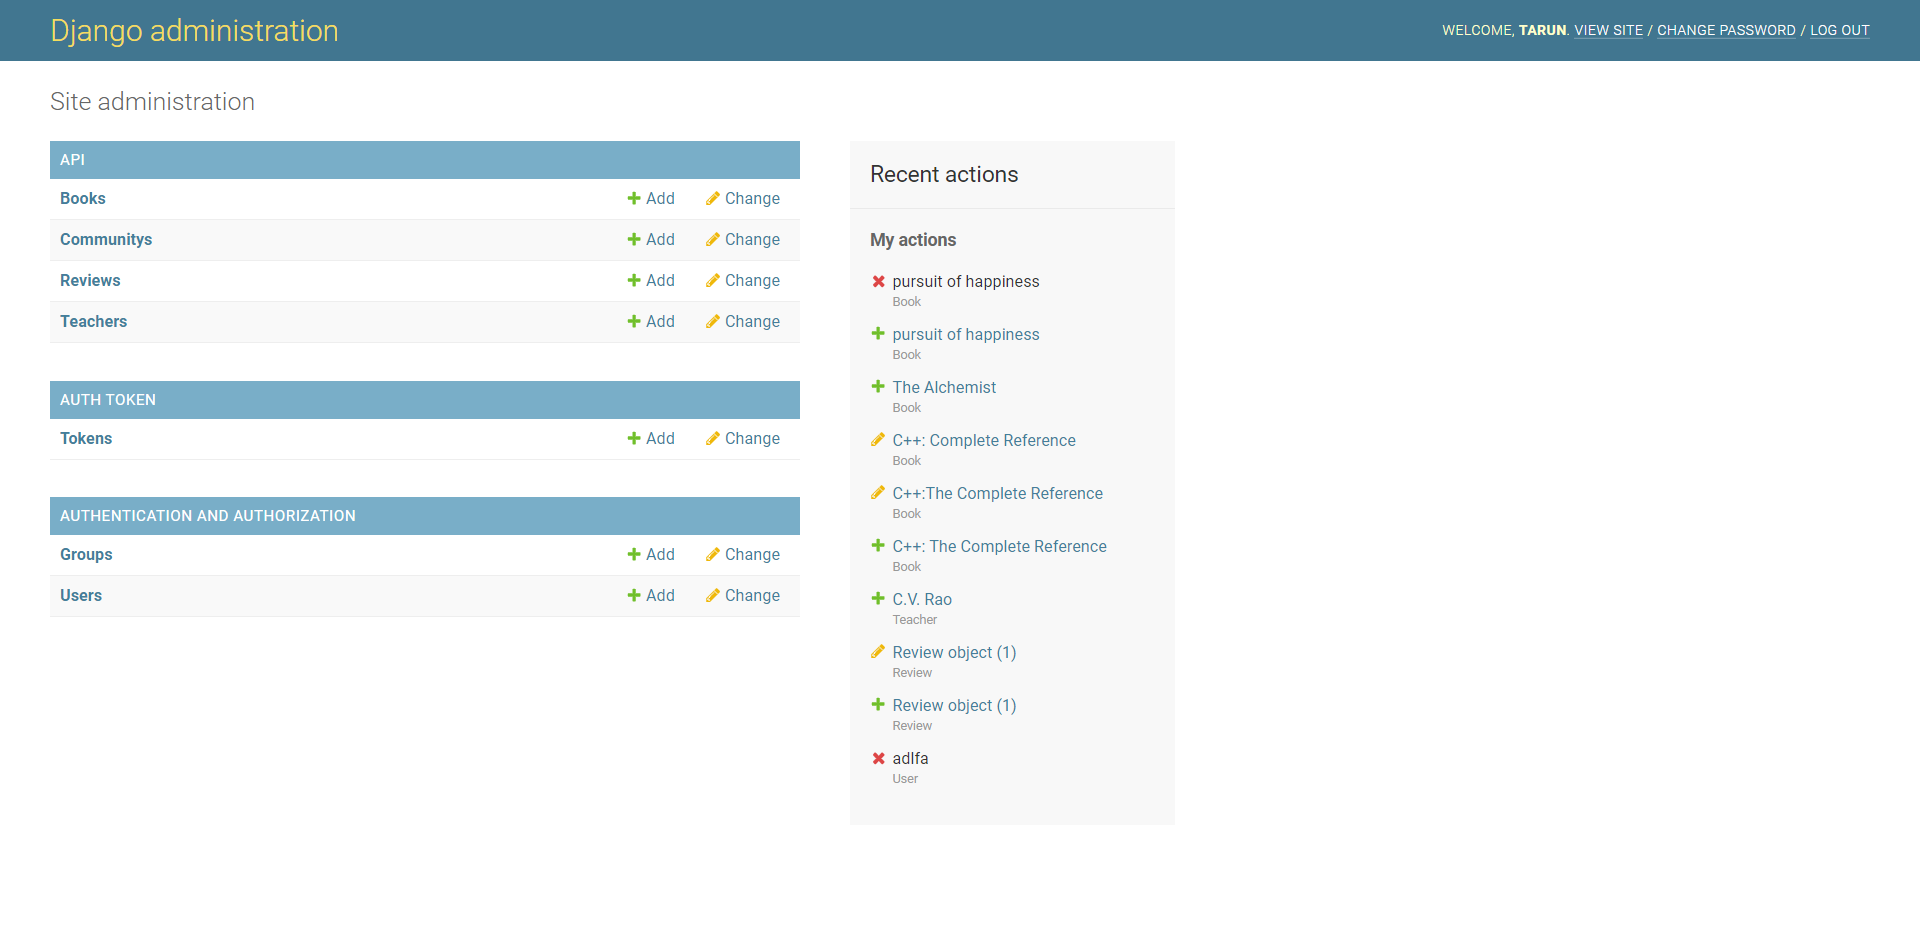 Django administration
WELCOME, TARUN. VIEW SITE / CHANGE PASSWORD / LOG OUT
Site administration
API
Books Add Change
Communitys Add Change
Reviews Add Change
Teachers Add Change
AUTH TOKEN
Tokens Add Change
AUTHENTICATION AND AUTHORIZATION
Groups Add Change
Users Add Change
Recent actions
My actions
pursuit of happiness
Book
pursuit of happiness
Book
The Alchemist
Book
C++: Complete Reference
Book
C++:The Complete Reference
Book
C++: The Complete Reference
Book
C.V. Rao
Teacher
Review object (1)
Review
Review object (1)
Review
adlfa
User